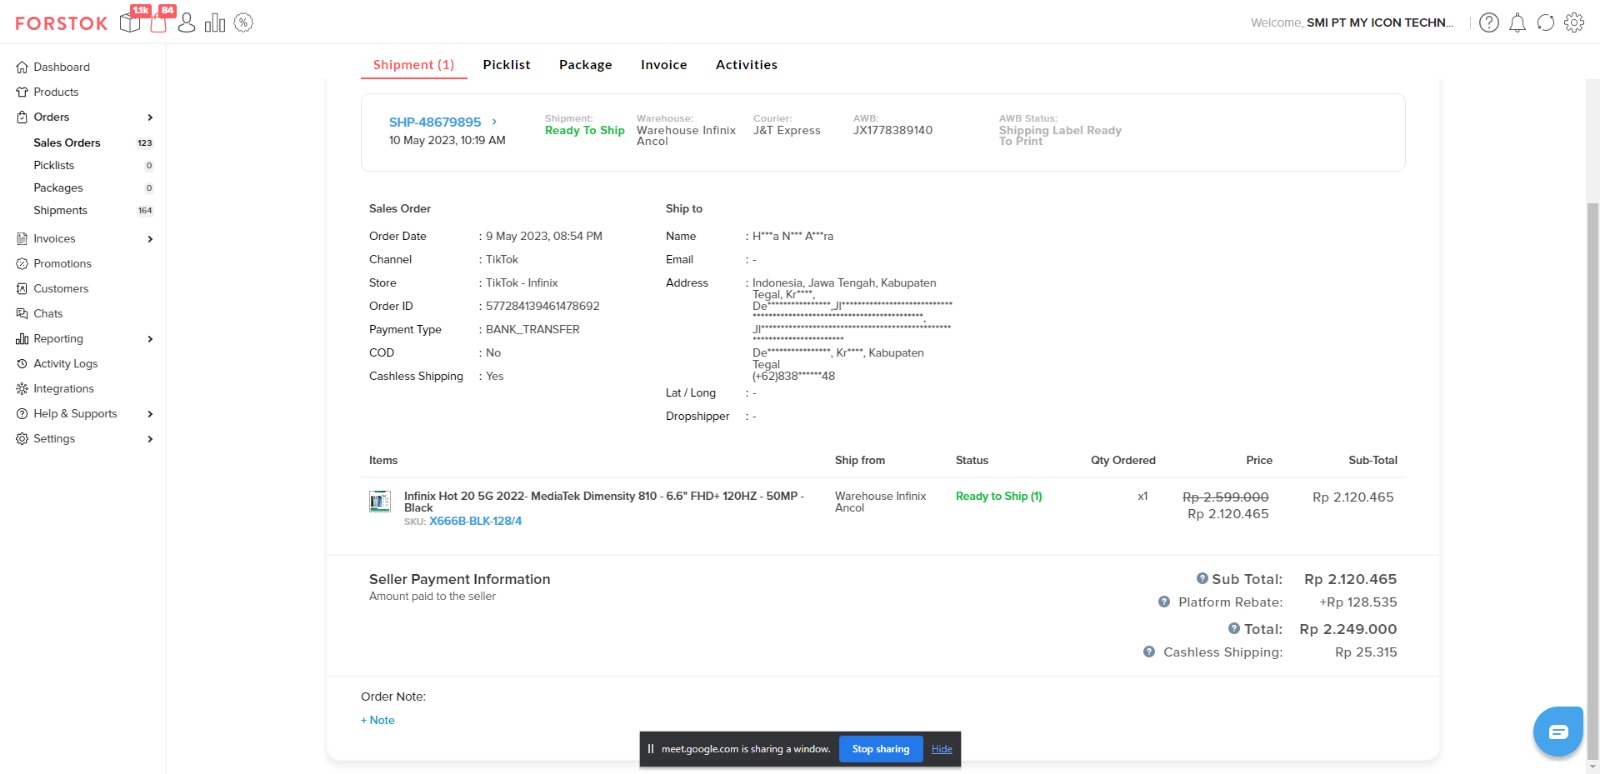 FORSTOK
1.1k
84
Welcome, SMI PT MY ICON TECHN...
Dashboard
Products
Orders
Sales Orders 123
Picklists 0
Packages 0
Shipments 164
Invoices
Promotions
Customers
Chats
Reporting
Activity Logs
Integrations
Help & Supports
Settings
Shipment (1) Picklist Package Invoice Activities
SHP-48679895
10 May 2023, 10:19 AM
Shipment:
Ready To Ship
Warehouse:
Warehouse Infinix
Ancol
Courier:
J&T Express
AWB:
JX1778389140
AWB Status:
Shipping Label Ready
To Print
Sales Order
Order Date : 9 May 2023, 08:54 PM
Channel : TikTok
Store : TikTok - Infinix
Order ID : 577284139461478692
Payment Type : BANK_TRANSFER
COD : No
Cashless Shipping : Yes
Ship to
Name : H***a N*** A***ra
Email : -
Address : Indonesia, Jawa Tengah, Kabupaten
Tegal, Kr****,
De****************,Jl****************************
*******************************************,
Jl************************************************
***********************
De****************, Kr****, Kabupaten
Tegal
(+62)838******48
Lat / Long : -
Dropshipper : -
Items Ship from Status Qty Ordered Price Sub-Total
Infinix Hot 20 5G 2022- MediaTek Dimensity 810 - 6.6" FHD+ 120HZ - 50MP -
Black
SKU: X666B-BLK-128/4
Warehouse Infinix
Ancol
Ready to Ship (1)
x1
Rp 2.599.000
Rp 2.120.465
Rp 2.120.465
Seller Payment Information
Amount paid to the seller
Sub Total: Rp 2.120.465
Platform Rebate: +Rp 128.535
Total: Rp 2.249.000
Cashless Shipping: Rp 25.315
Order Note:
+ Note
meet.google.com is sharing a window. Stop sharing Hide